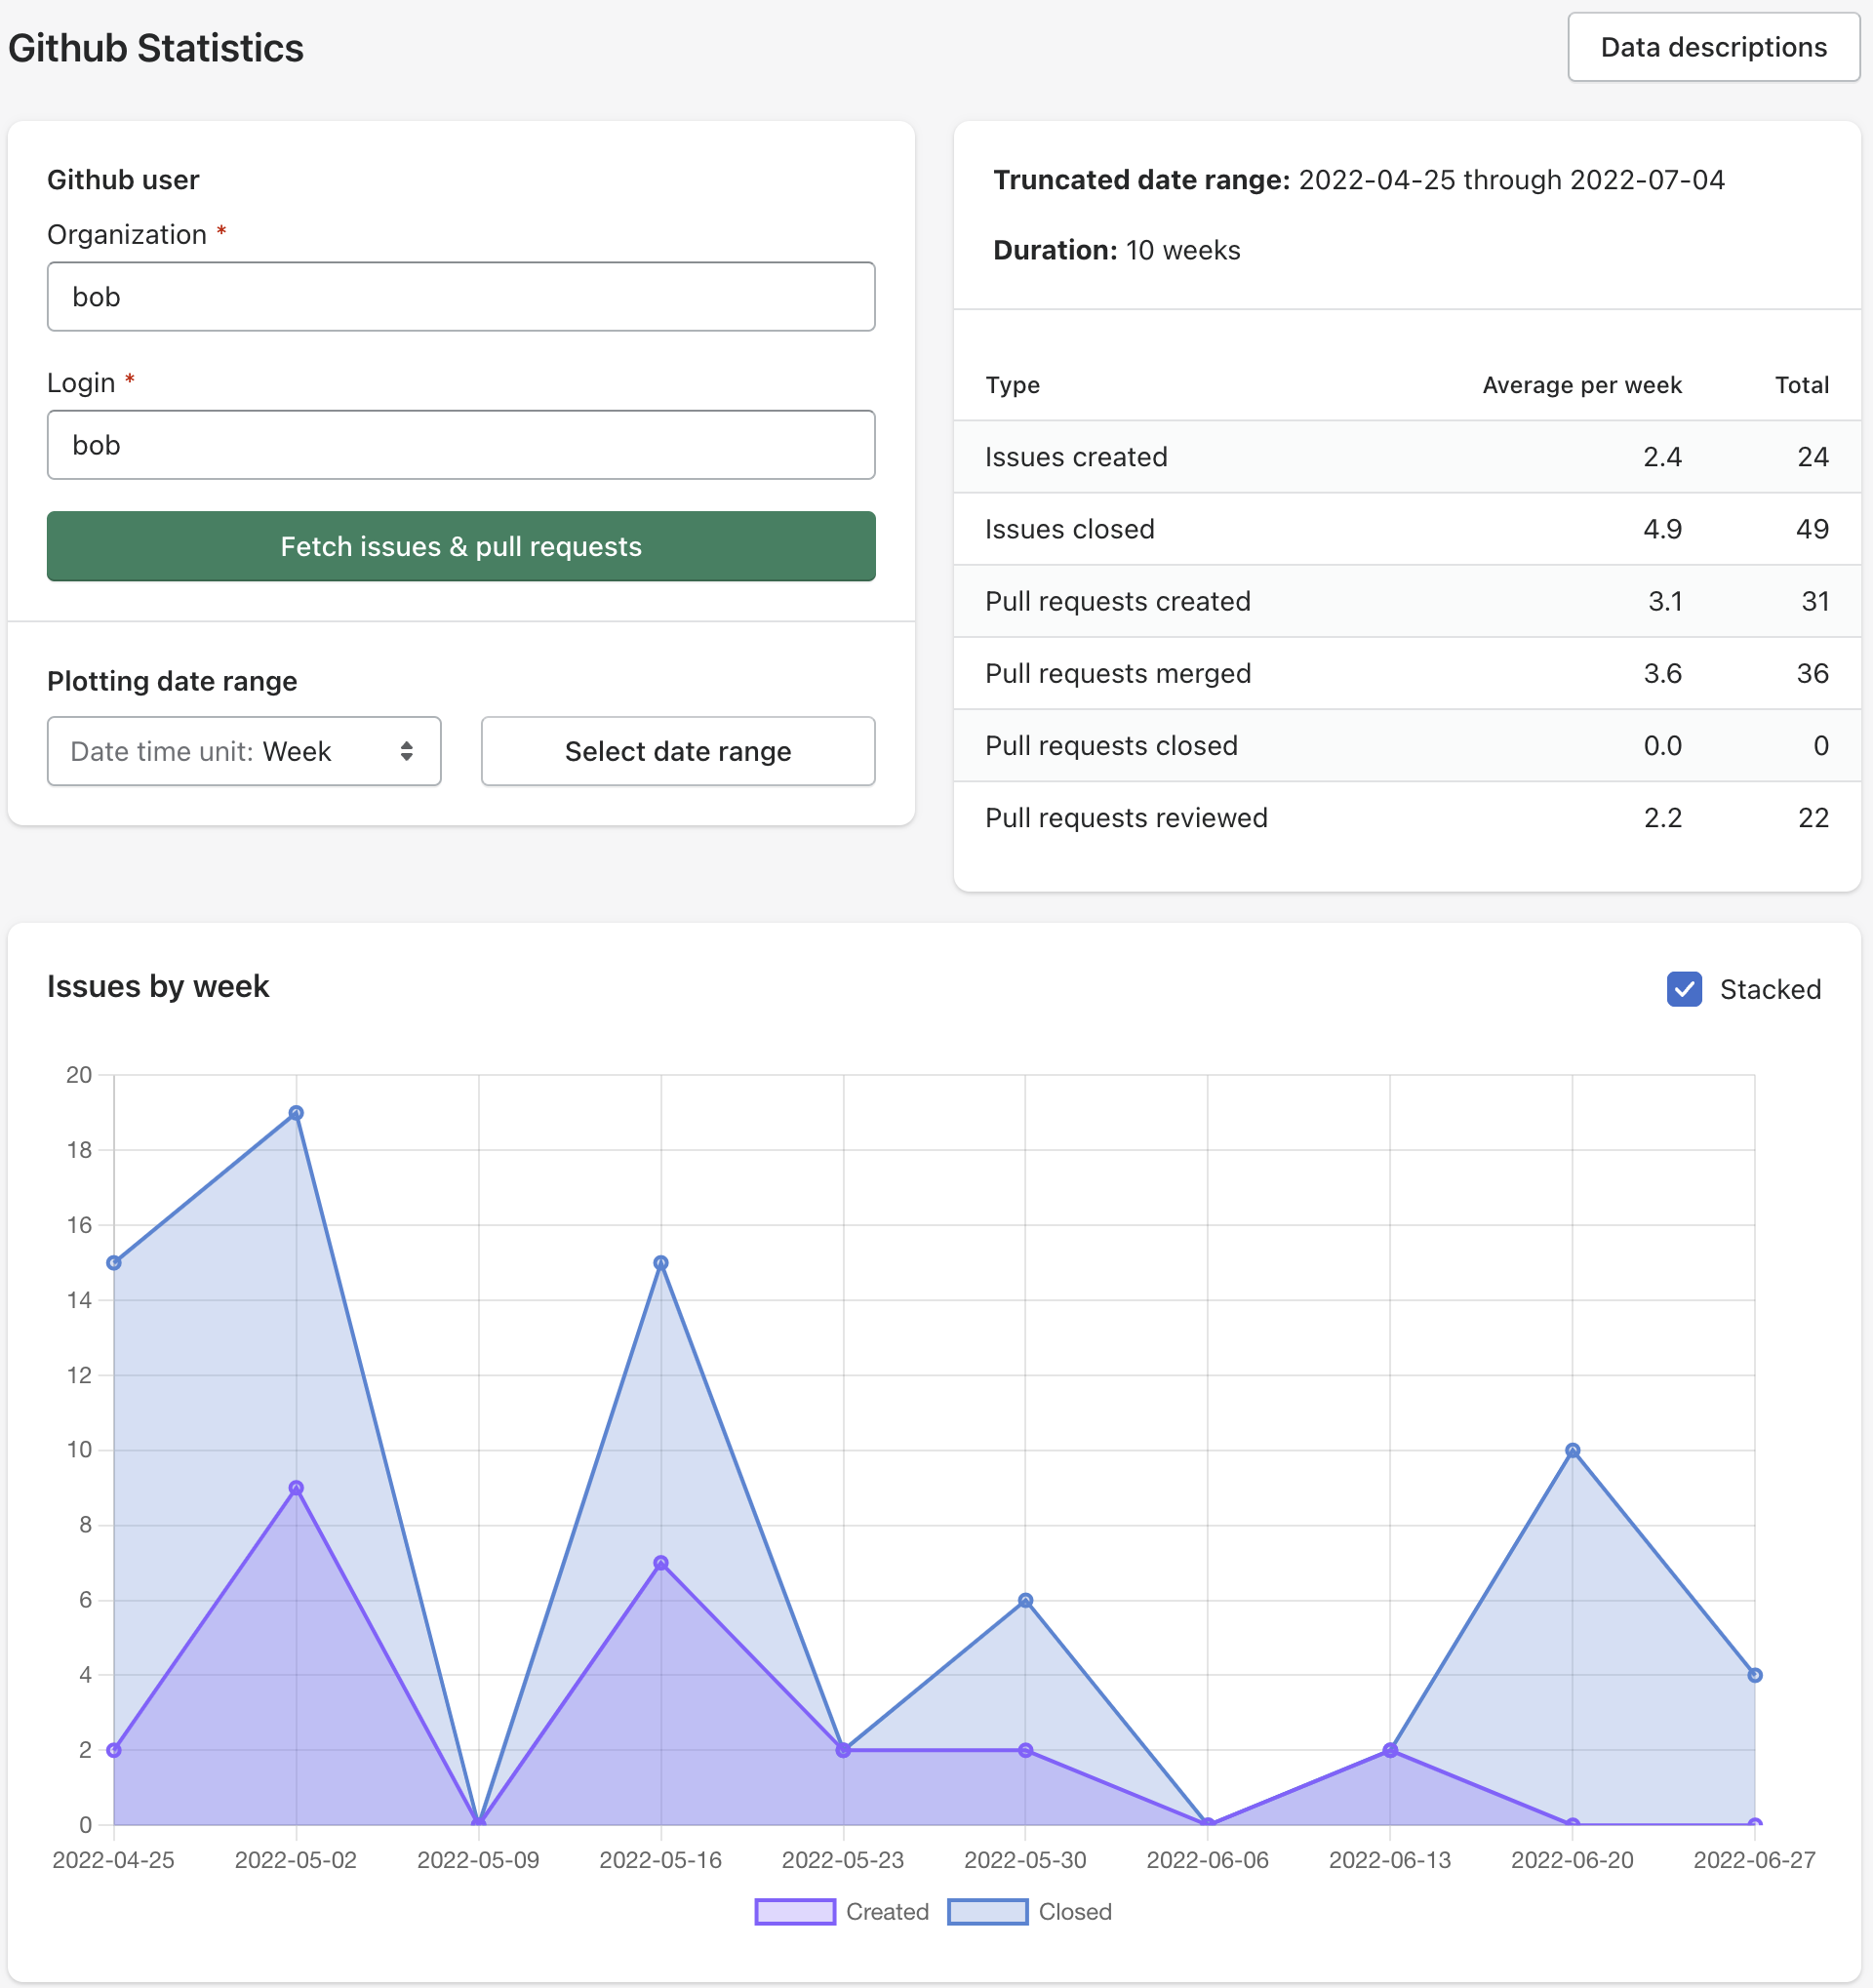 Github Statistics
Data descriptions
Github user
Organization *
bob
Login *
bob
Fetch issues & pull requests
Plotting date range
Date time unit: Week
Select date range
Truncated date range: 2022-04-25 through 2022-07-04
Duration: 10 weeks
Type Average per week Total
Issues created 2.4 24
Issues closed 4.9 49
Pull requests created 3.1 31
Pull requests merged 3.6 36
Pull requests closed 0.0 0
Pull requests reviewed 2.2 22
Issues by week
Stacked
20
18
16
14
12
10
8
6
4
2
0
2022-04-25 2022-05-02 2022-05-09 2022-05-16 2022-05-23 2022-05-30 2022-06-06 2022-06-13 2022-06-20 2022-06-27
Created Closed